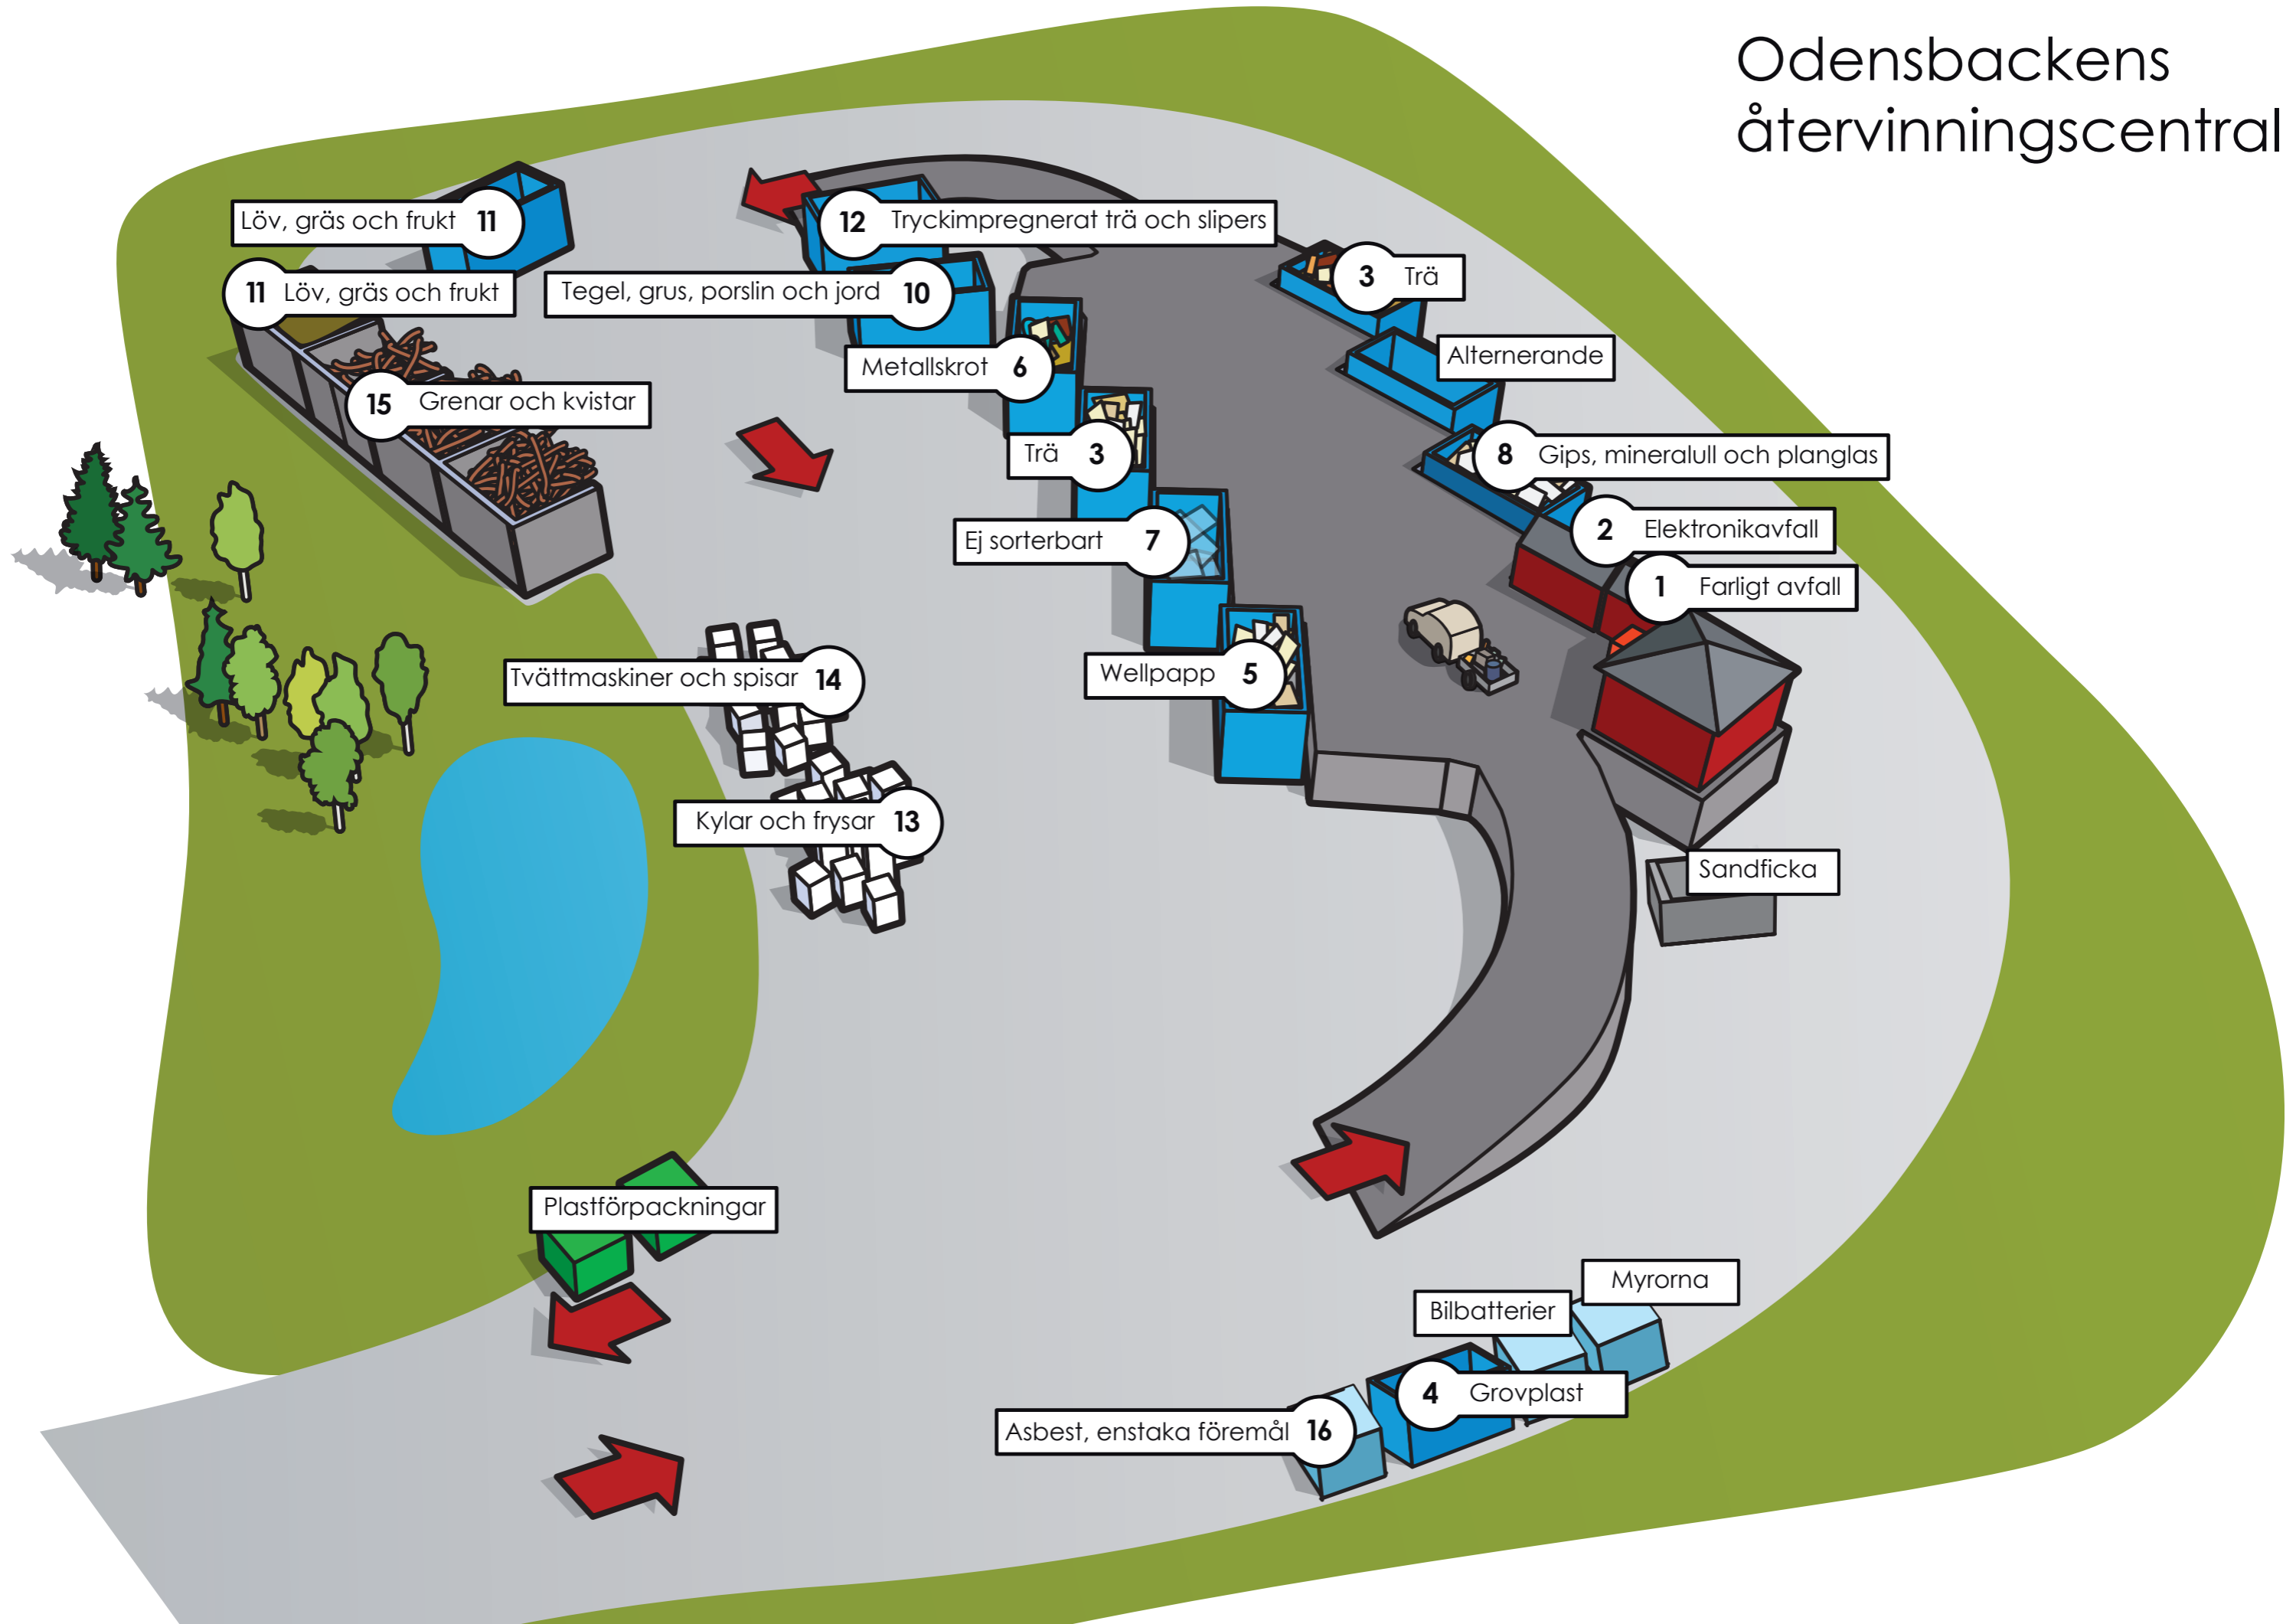 Odensbackens
återvinningscentral
Löv, gräs och frukt 11
12 Tryckimpregnerat trä och slipers
11 Löv, gräs och frukt
Tegel, grus, porslin och jord 10
3 Trä
Metallskrot 6
Alternerande
15 Grenar och kvistar
Trä 3
8 Gips, mineralull och planglas
Ej sorterbart 7
2 Elektronikavfall
1 Farligt avfall
Tvättmaskiner och spisar 14
Wellpapp 5
Kylar och frysar 13
Sandficka
Plastförpackningar
Myrorna
Bilbatterier
4 Grovplast
Asbest, enstaka föremål 16